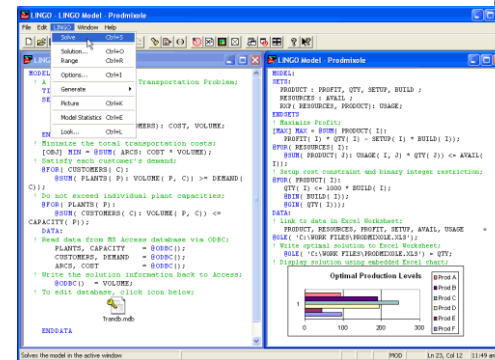 LINGO - LINGO Model - Prodmixole
File Edit LINGO Window Help
Solve Ctrl+S
Solution... Ctrl+O
Range Ctrl+R
Options... Ctrl+I
Generate
Picture Ctrl+K
Model Statistics Ctrl+E
Look... Ctrl+L
LING
MODEL
! A Transportation Problem;
TI
SE
MERS): COST, VOLUME;
EN
! Minimize the total transportation costs;
[OBJ] MIN = @SUM( ARCS: COST * VOLUME);
! Satisfy each customer's demand;
@FOR( CUSTOMERS( C):
@SUM( PLANTS( P): VOLUME( P, C)) >= DEMAND(
C));
! Do not exceed individual plant capacities;
@FOR( PLANTS( P):
@SUM( CUSTOMERS( C): VOLUME( P, C)) <=
CAPACITY( P));
DATA:
! Read data from MS Access database via ODBC;
PLANTS, CAPACITY = @ODBC();
CUSTOMERS, DEMAND = @ODBC();
ARCS, COST = @ODBC();
! Write the solution information back to Access;
@ODBC() = VOLUME;
! To edit database, click icon below;
Trandb.mdb
ENDDATA
LINGO Model - Prodmixole
MODEL:
SETS:
PRODUCT : PROFIT, QTY, SETUP, BUILD ;
RESOURCES : AVAIL ;
RXP( RESOURCES, PRODUCT): USAGE;
ENDSETS
! Maximize Profit;
[MAX] MAX = @SUM( PRODUCT( I):
PROFIT( I) * QTY( I) - SETUP( I) * BUILD( I));
@FOR( RESOURCES( I):
@SUM( PRODUCT( J): USAGE( I, J) * QTY( J)) <= AVAIL(
I));
! Setup cost constraint and binary integer restriction;
@FOR( PRODUCT( I):
QTY( I) <= 1000 * BUILD( I);
@BIN( BUILD( I));
@GIN( QTY( I)));
DATA:
! Link to data in Excel Worksheet;
PRODUCT, RESOURCES, PROFIT, SETUP, AVAIL, USAGE =
@OLE( 'C:\WORK FILES\PRODMIXOLE.XLS');
! Write optimal solution to Excel Worksheet;
@OLE( 'C:\WORK FILES\PRODMIXOLE.XLS') = QTY;
! Display solution using embedded Excel chart;
Optimal Production Levels
1
0 100 200 300
Prod A
Prod B
Prod C
Prod D
Prod E
Prod F
Solves the model in the active window
MOD
Ln 23, Col 12
11:49 am